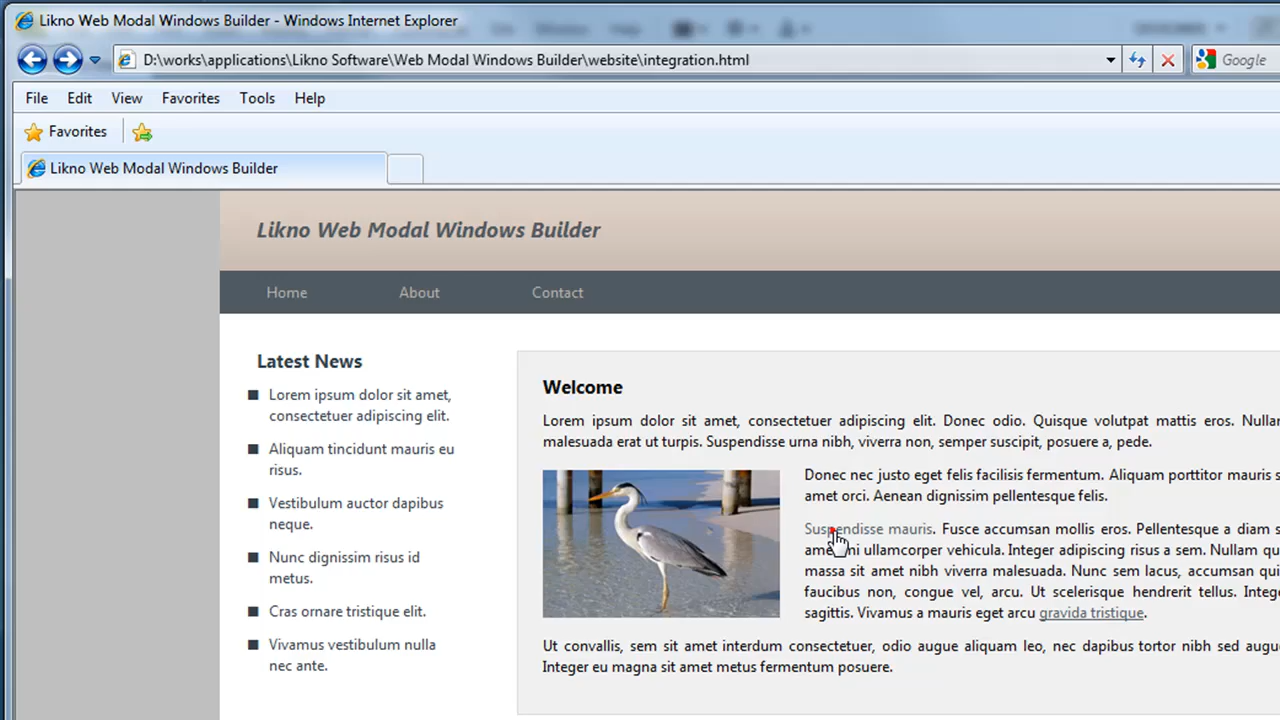 Likno Web Modal Windows Builder - Windows Internet Explorer
D:\works\applications\Likno Software\Web Modal Windows Builder\website\integration.html
Google
File Edit View Favorites Tools Help
Favorites
Likno Web Modal Windows Builder
Likno Web Modal Windows Builder
Home About Contact
Latest News
Lorem ipsum dolor sit amet,
consectetuer adipiscing elit.
Aliquam tincidunt mauris eu
risus.
Vestibulum auctor dapibus
neque.
Nunc dignissim risus id
metus.
Cras ornare tristique elit.
Vivamus vestibulum nulla
nec ante.
Welcome
Lorem ipsum dolor sit amet, consectetuer adipiscing elit. Donec odio. Quisque volutpat mattis eros. Nullam
malesuada erat ut turpis. Suspendisse urna nibh, viverra non, semper suscipit, posuere a, pede.
Donec nec justo eget felis facilisis fermentum. Aliquam porttitor mauris s
amet orci. Aenean dignissim pellentesque felis.
Suspendisse mauris. Fusce accumsan mollis eros. Pellentesque a diam s
amet mi ullamcorper vehicula. Integer adipiscing risus a sem. Nullam qu
massa sit amet nibh viverra malesuada. Nunc sem lacus, accumsan qui
faucibus non, congue vel, arcu. Ut scelerisque hendrerit tellus. Intege
sagittis. Vivamus a mauris eget arcu gravida tristique.
Ut convallis, sem sit amet interdum consectetuer, odio augue aliquam leo, nec dapibus tortor nibh sed augu
Integer eu magna sit amet metus fermentum posuere.